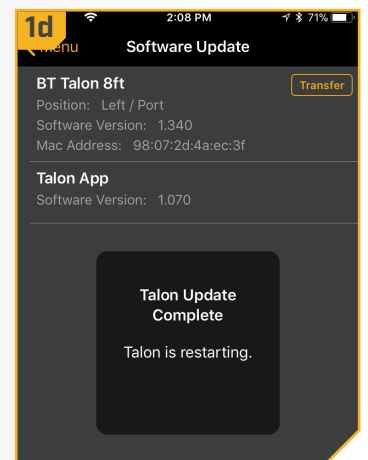 1d
2:08 PM
71%
Menu
Software Update
BT Talon 8ft
Transfer
Position: Left / Port
Software Version: 1.340
Mac Address: 98:07:2d:4a:ec:3f
Talon App
Software Version: 1.070
Talon Update
Complete
Talon is restarting.